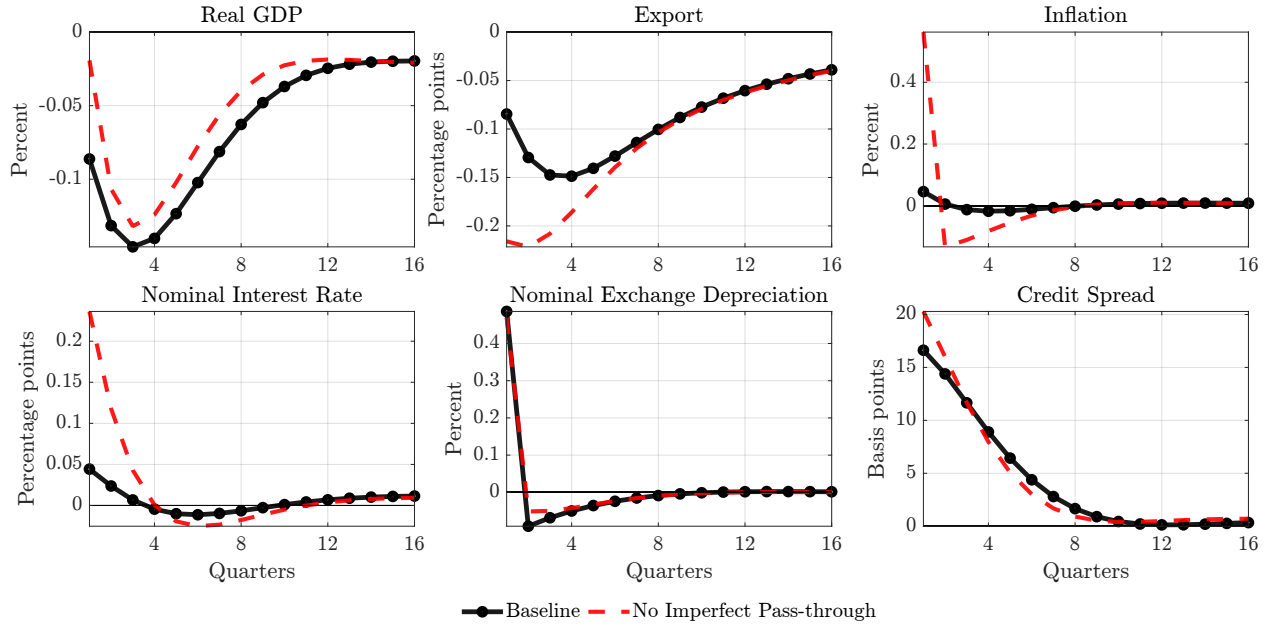 Real GDP
Percent
0
-0.05
-0.1
4
8
12
16
Export
Percentage points
0
-0.05
-0.1
-0.15
-0.2
4
8
12
16
Inflation
Percent
0.4
0.2
0
4
8
12
16
Nominal Interest Rate
Percentage points
0.2
0.15
0.1
0.05
0
4
8
12
16
Quarters
Nominal Exchange Depreciation
Percent
0.4
0.3
0.2
0.1
0
4
8
12
16
Quarters
Credit Spread
Basis points
20
15
10
5
0
4
8
12
16
Quarters
Baseline
No Imperfect Pass-through